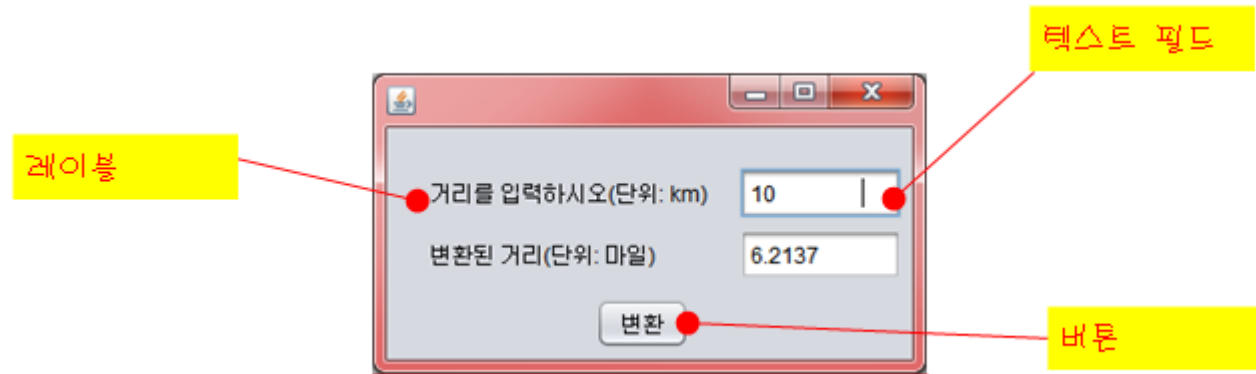 텍스트 필드
레이블
거리를 입력하시오(단위: km)
10
변환된 거리(단위: 마일)
6.2137
변환
버튼